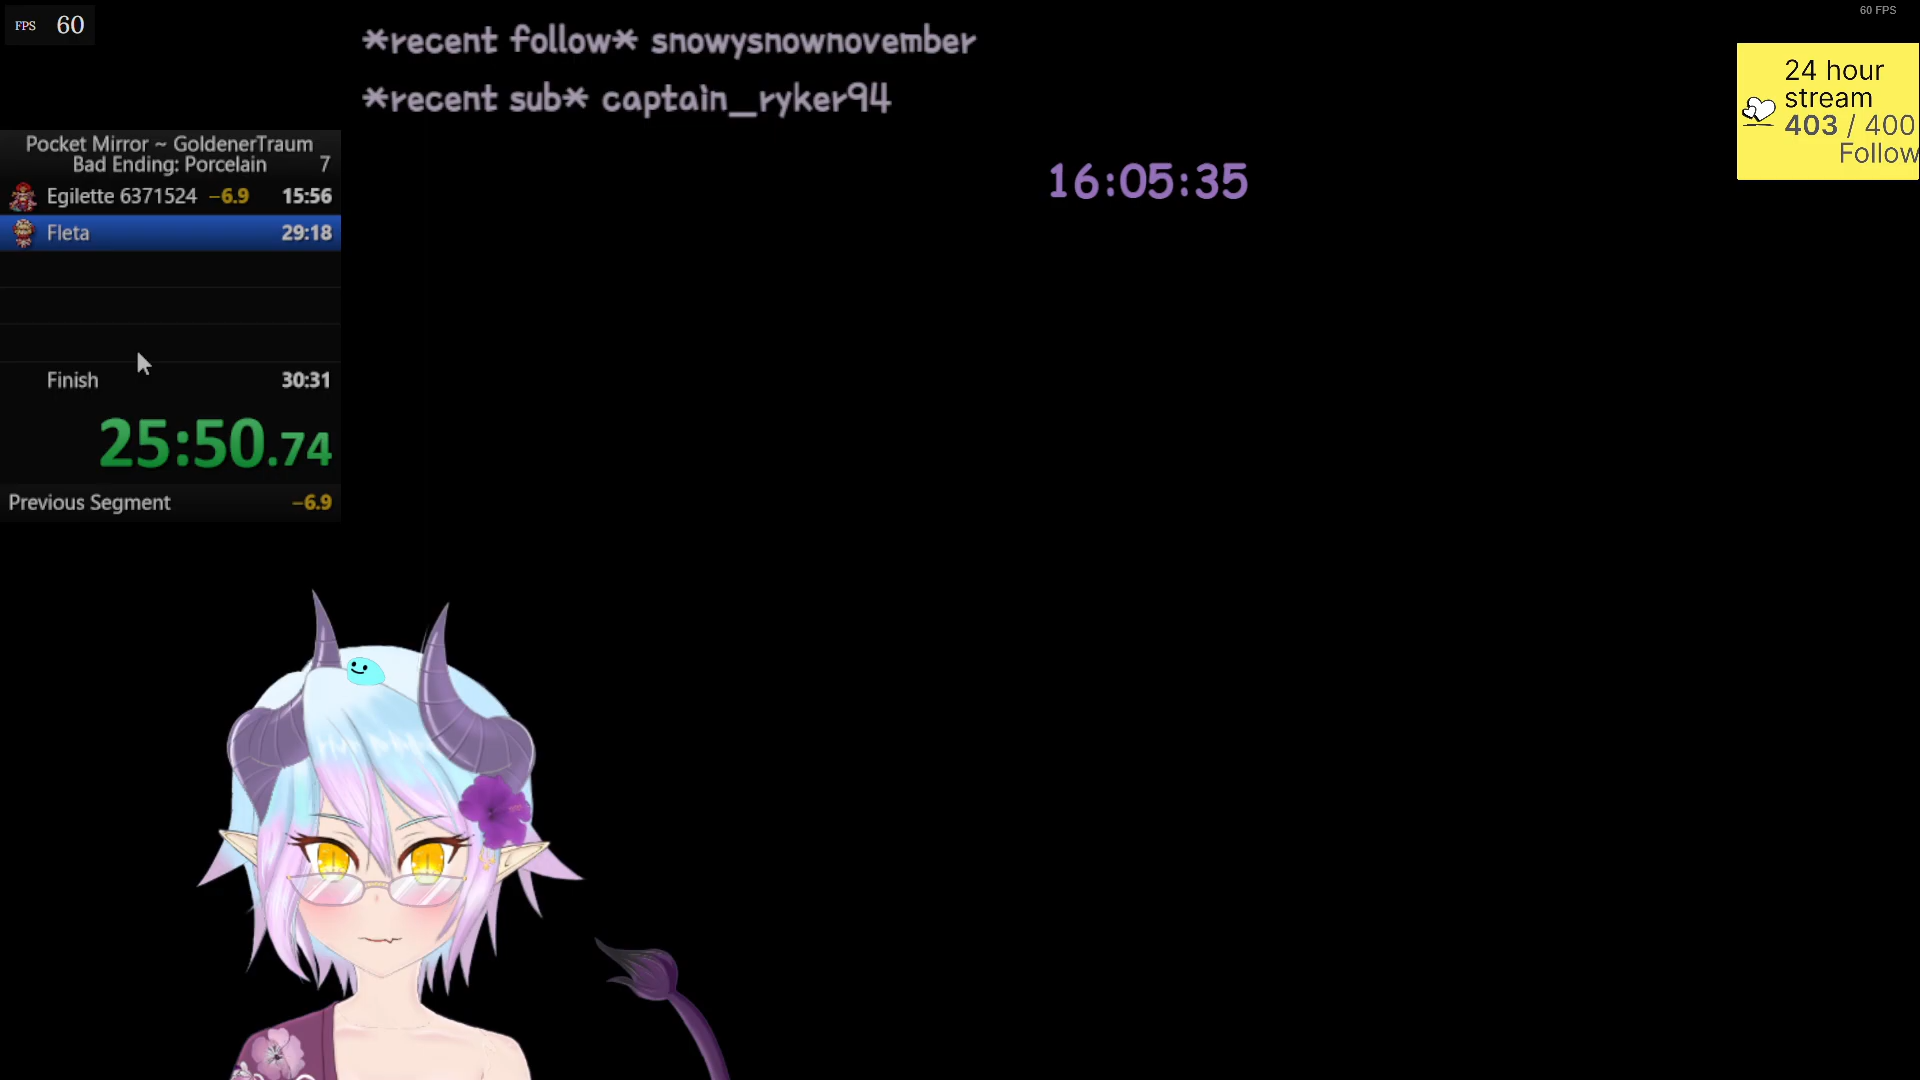 FPS 60
60 FPS
*recent follow* snowysnownovember
*recent sub* captain_ryker94
24 hour
stream
403 / 400
Follow
16:05:35
Pocket Mirror ~ GoldenerTraum
Bad Ending: Porcelain 7
Egilette 6371524 −6.9 15:56
Fleta 29:18
Finish 30:31
25:50.74
Previous Segment −6.9